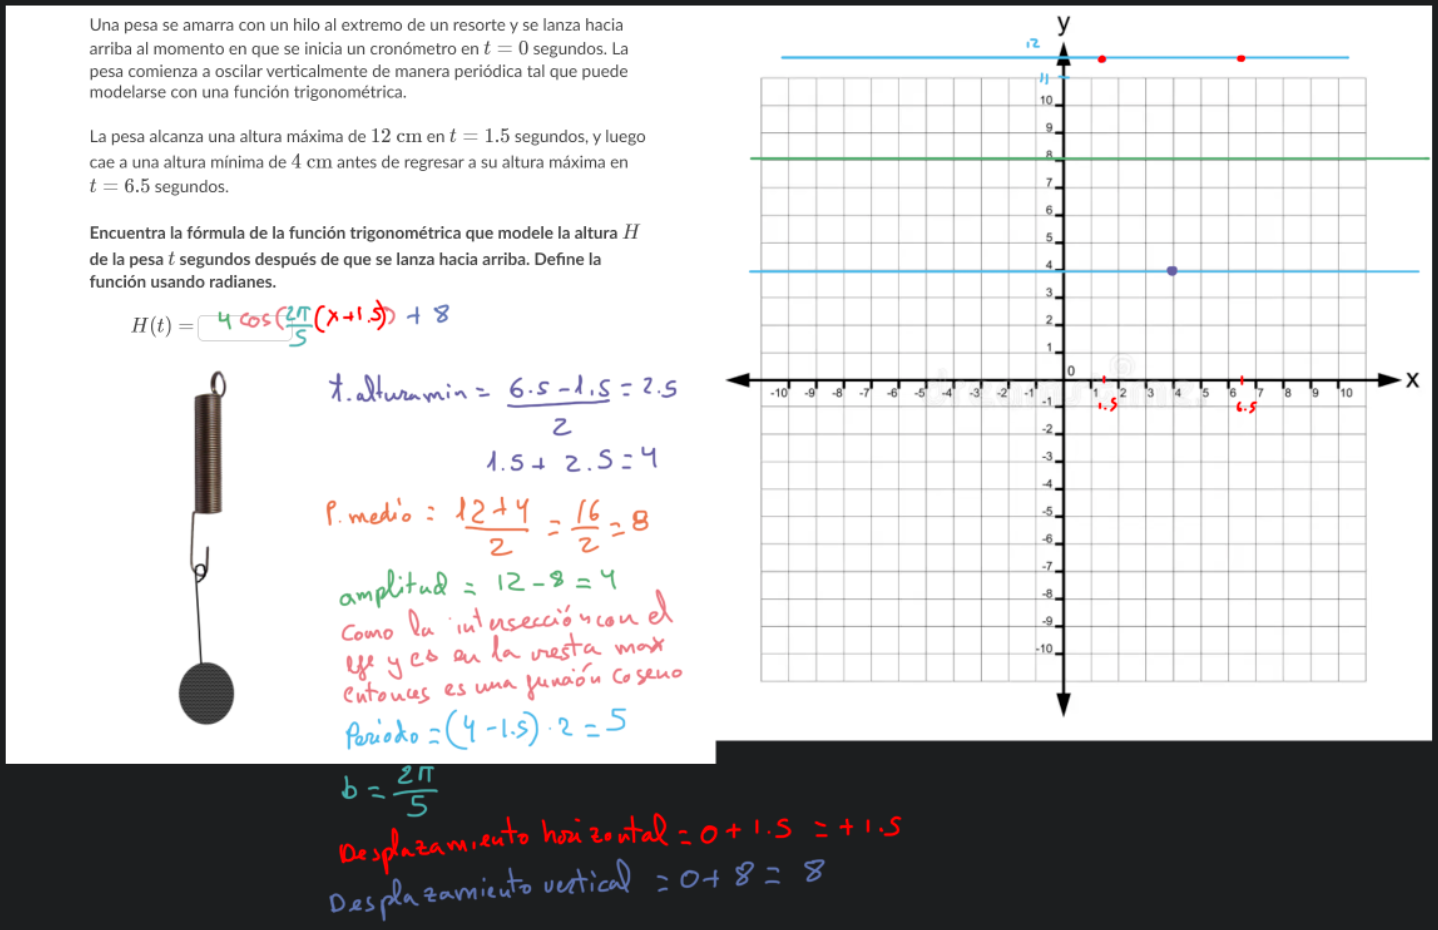 Una pesa se amarra con un hilo al extremo de un resorte y se lanza hacia
arriba al momento en que se inicia un cronómetro en t = 0 segundos. La
pesa comienza a oscilar verticalmente de manera periódica tal que puede
modelarse con una función trigonométrica.
La pesa alcanza una altura máxima de 12 cm en t = 1.5 segundos, y luego
cae a una altura mínima de 4 cm antes de regresar a su altura máxima en
t = 6.5 segundos.
Encuentra la fórmula de la función trigonométrica que modele la altura H
de la pesa t segundos después de que se lanza hacia arriba. Define la
función usando radianes.
H(t) = 4 cos(2π/5(x+1.5)) + 8
t.altura min = 6.5 - 1.5 / 2 = 2.5
1.5 + 2.5 = 4
P. medio = 12+4 / 2 = 16 / 2 = 8
amplitud = 12 - 8 = 4
Como la intersección con el
eje y es en la resta max
entonces es una función coseno
Periodo = (4 - 1.5) · 2 = 5
b = 2π / 5
Desplazamiento horizontal = 0 + 1.5 = +1.5
Desplazamiento vertical = 0 + 8 = 8
y
12
11
10
9
8
7
6
5
4
3
2
1
0
-10 -9 -8 -7 -6 -5 -4 -3 -2 -1 1 2 3 4 5 6 7 8 9 10 x
1.5 6.5
-1
-2
-3
-4
-5
-6
-7
-8
-9
-10